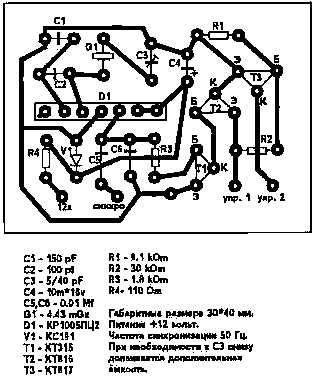 C1
R1
G1
C3
C4
Э
Б
T3
C2
К
К
D1
Б
T2
Э
Э
R4
V1
C5
C6
R3
Б
К
T1
R2
Э
12в
синхро
упр. 1
упр. 2
C1 - 150 pF
R1 - 9.1 kOm
C2 - 100 pf
R2 - 30 kOm
C3 - 5/40 pF
R3 - 1.8 kOm
C4 - 10m*16v
R4- 110 Om
C5,C6 - 0.01 Mf
G1 - 4.43 mGz
Габаритные размера 30*40 мм.
D1 - КР1005ПЦ2
Питание +12 вольт.
V1 - КС191
Частота синхронизации 50 Гц.
T1 - КТ315
При необходимости к C3 снизу
T2 - КТ816
допаивается дополнительная
T3 - КТ817
емкость.